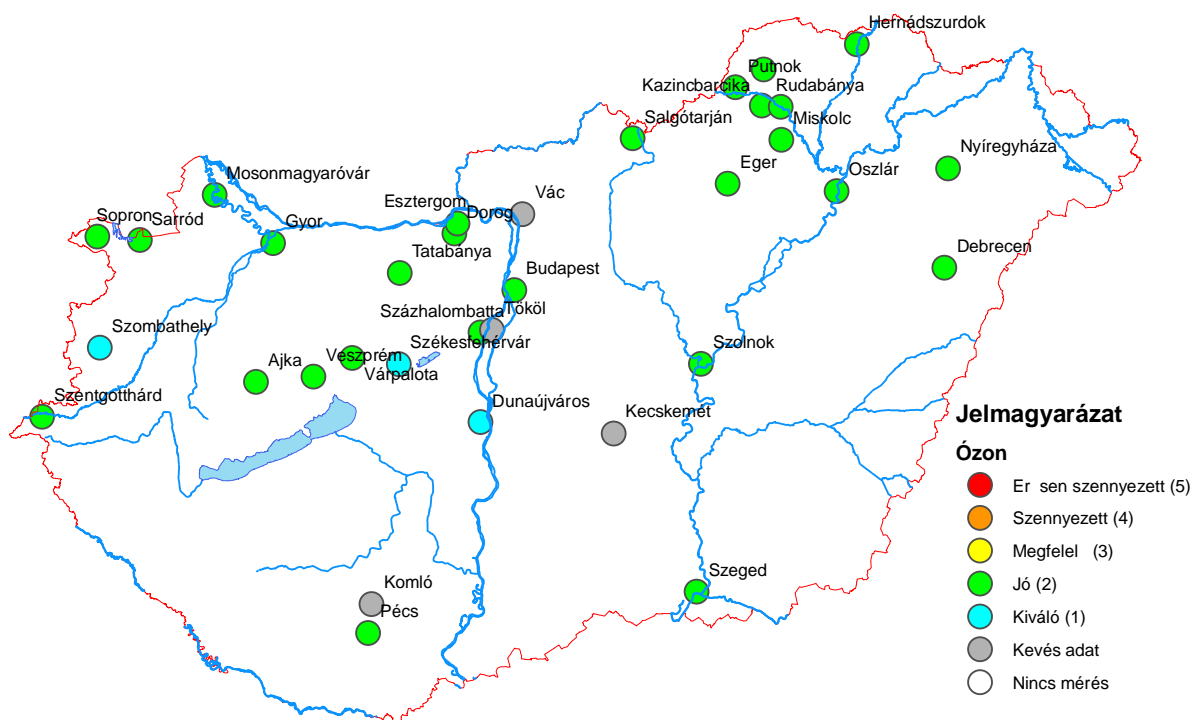 Hernádszurdok
Putnok
Kazincbarcika
Rudabánya
Salgótarján
Miskolc
Nyíregyháza
Eger
Oszlár
Mosonmagyaróvár
Vác
Esztergom
Dorog
Sopron
Sarród
Gyor
Tatabánya
Debrecen
Budapest
Százhalombatta
Tököl
Szombathely
Székesfehérvár
Szolnok
Ajka
Veszprém
Várpalota
Szentgotthárd
Dunaújváros
Kecskemét
Szeged
Komló
Pécs
Jelmagyarázat
Ózon
Er sen szennyezett (5)
Szennyezett (4)
Megfelel (3)
Jó (2)
Kiváló (1)
Kevés adat
Nincs mérés